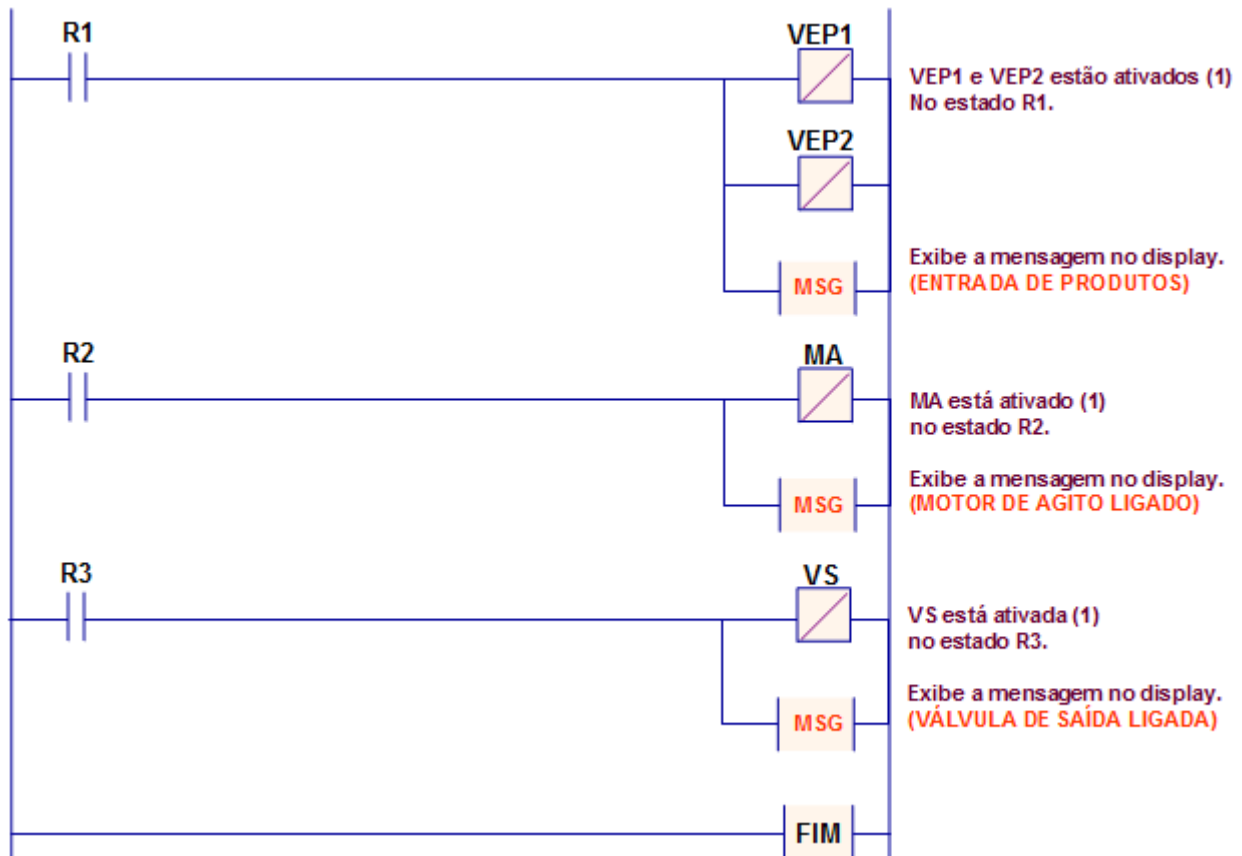 R1
VEP1
VEP1 e VEP2 estão ativados (1)
No estado R1.
VEP2
MSG
Exibe a mensagem no display.
(ENTRADA DE PRODUTOS)
R2
MA
MA está ativado (1)
no estado R2.
MSG
Exibe a mensagem no display.
(MOTOR DE AGITO LIGADO)
R3
VS
VS está ativada (1)
no estado R3.
MSG
Exibe a mensagem no display.
(VÁLVULA DE SAÍDA LIGADA)
FIM